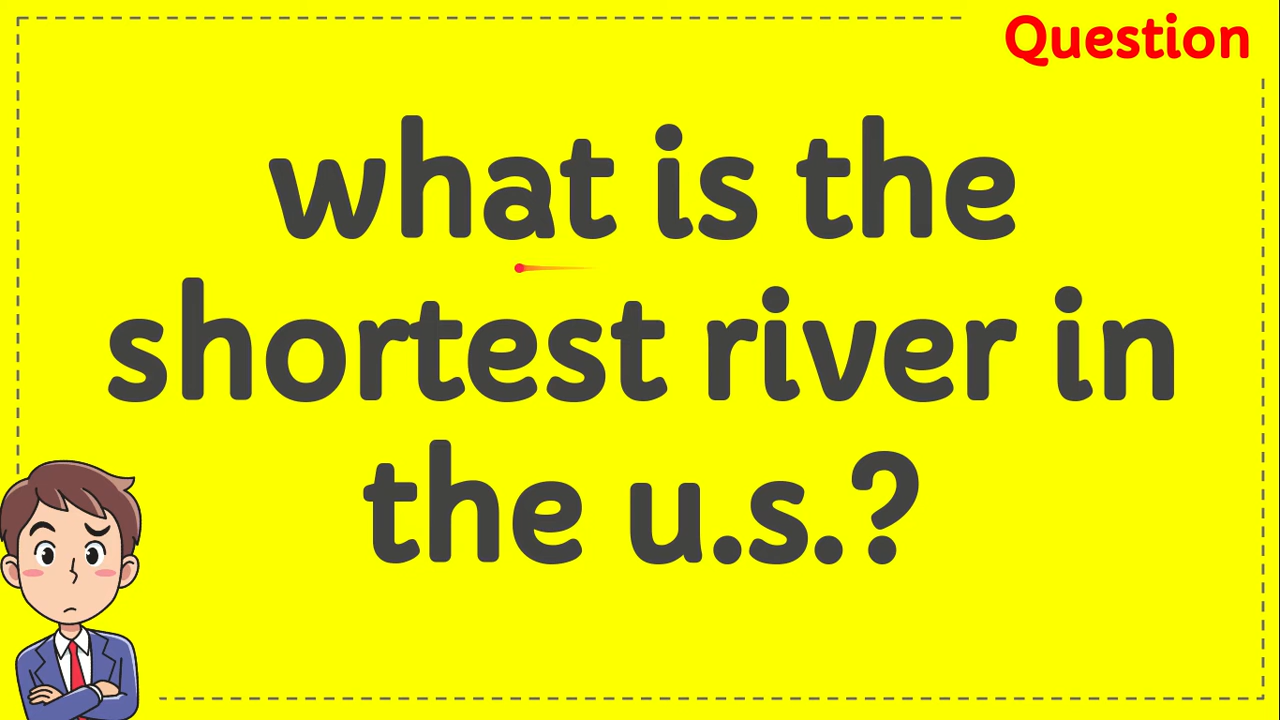 Question
what is the
shortest river in
the u.s.?